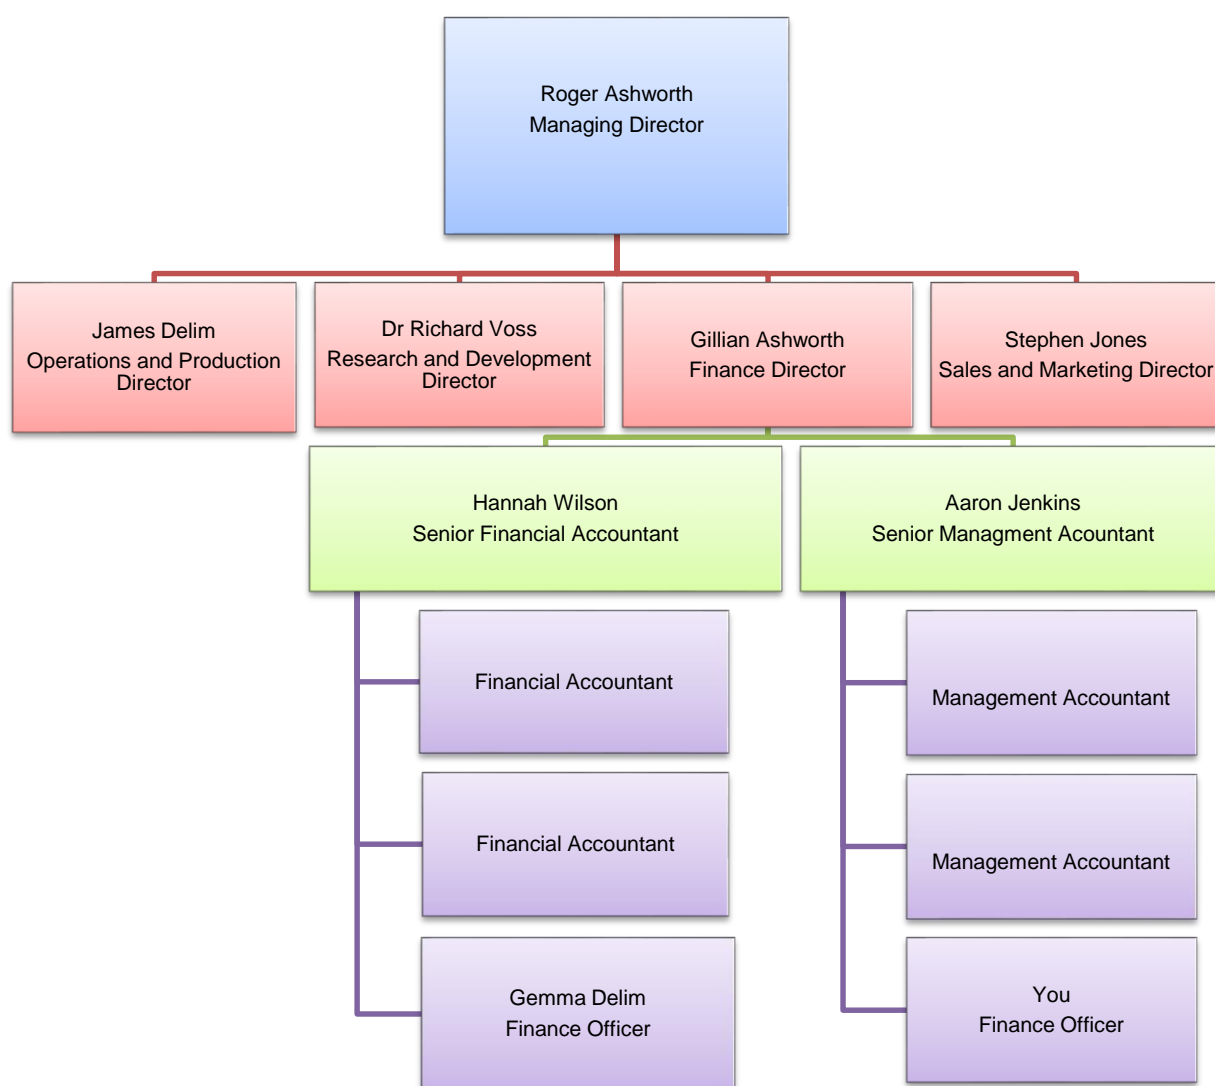 Roger Ashworth
Managing Director
James Delim
Operations and Production
Director
Dr Richard Voss
Research and Development
Director
Gillian Ashworth
Finance Director
Stephen Jones
Sales and Marketing Director
Hannah Wilson
Senior Financial Accountant
Aaron Jenkins
Senior Managment Acountant
Financial Accountant
Financial Accountant
Gemma Delim
Finance Officer
Management Accountant
Management Accountant
You
Finance Officer